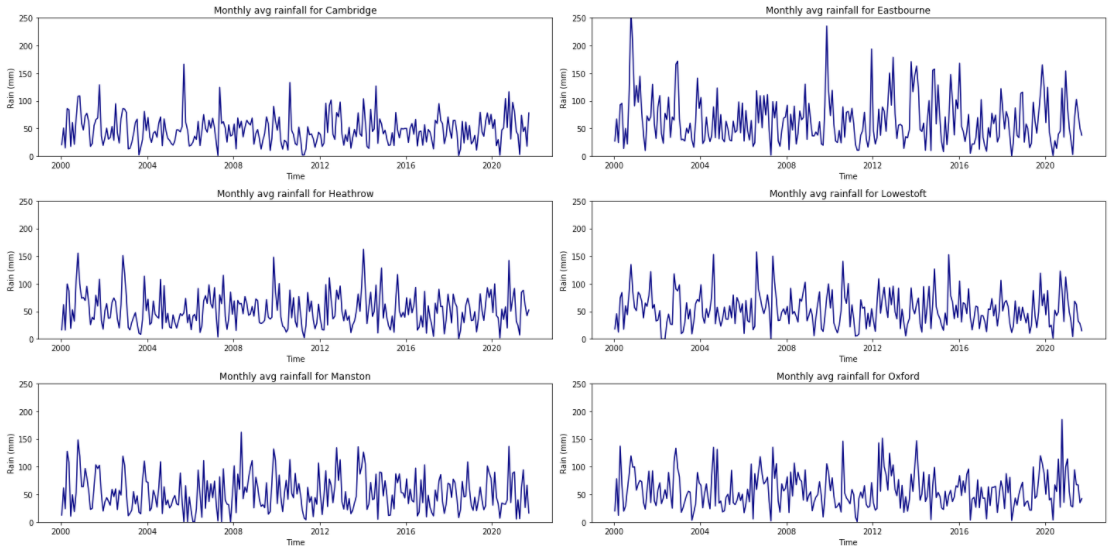 Monthly avg rainfall for Cambridge
250
200
150
100
50
0
Rain (mm)
2000 2004 2008 2012 2016 2020
Time
Monthly avg rainfall for Eastbourne
250
200
150
100
50
0
Rain (mm)
2000 2004 2008 2012 2016 2020
Time
Monthly avg rainfall for Heathrow
250
200
150
100
50
0
Rain (mm)
2000 2004 2008 2012 2016 2020
Time
Monthly avg rainfall for Lowestoft
250
200
150
100
50
0
Rain (mm)
2000 2004 2008 2012 2016 2020
Time
Monthly avg rainfall for Manston
250
200
150
100
50
0
Rain (mm)
2000 2004 2008 2012 2016 2020
Time
Monthly avg rainfall for Oxford
250
200
150
100
50
0
Rain (mm)
2000 2004 2008 2012 2016 2020
Time